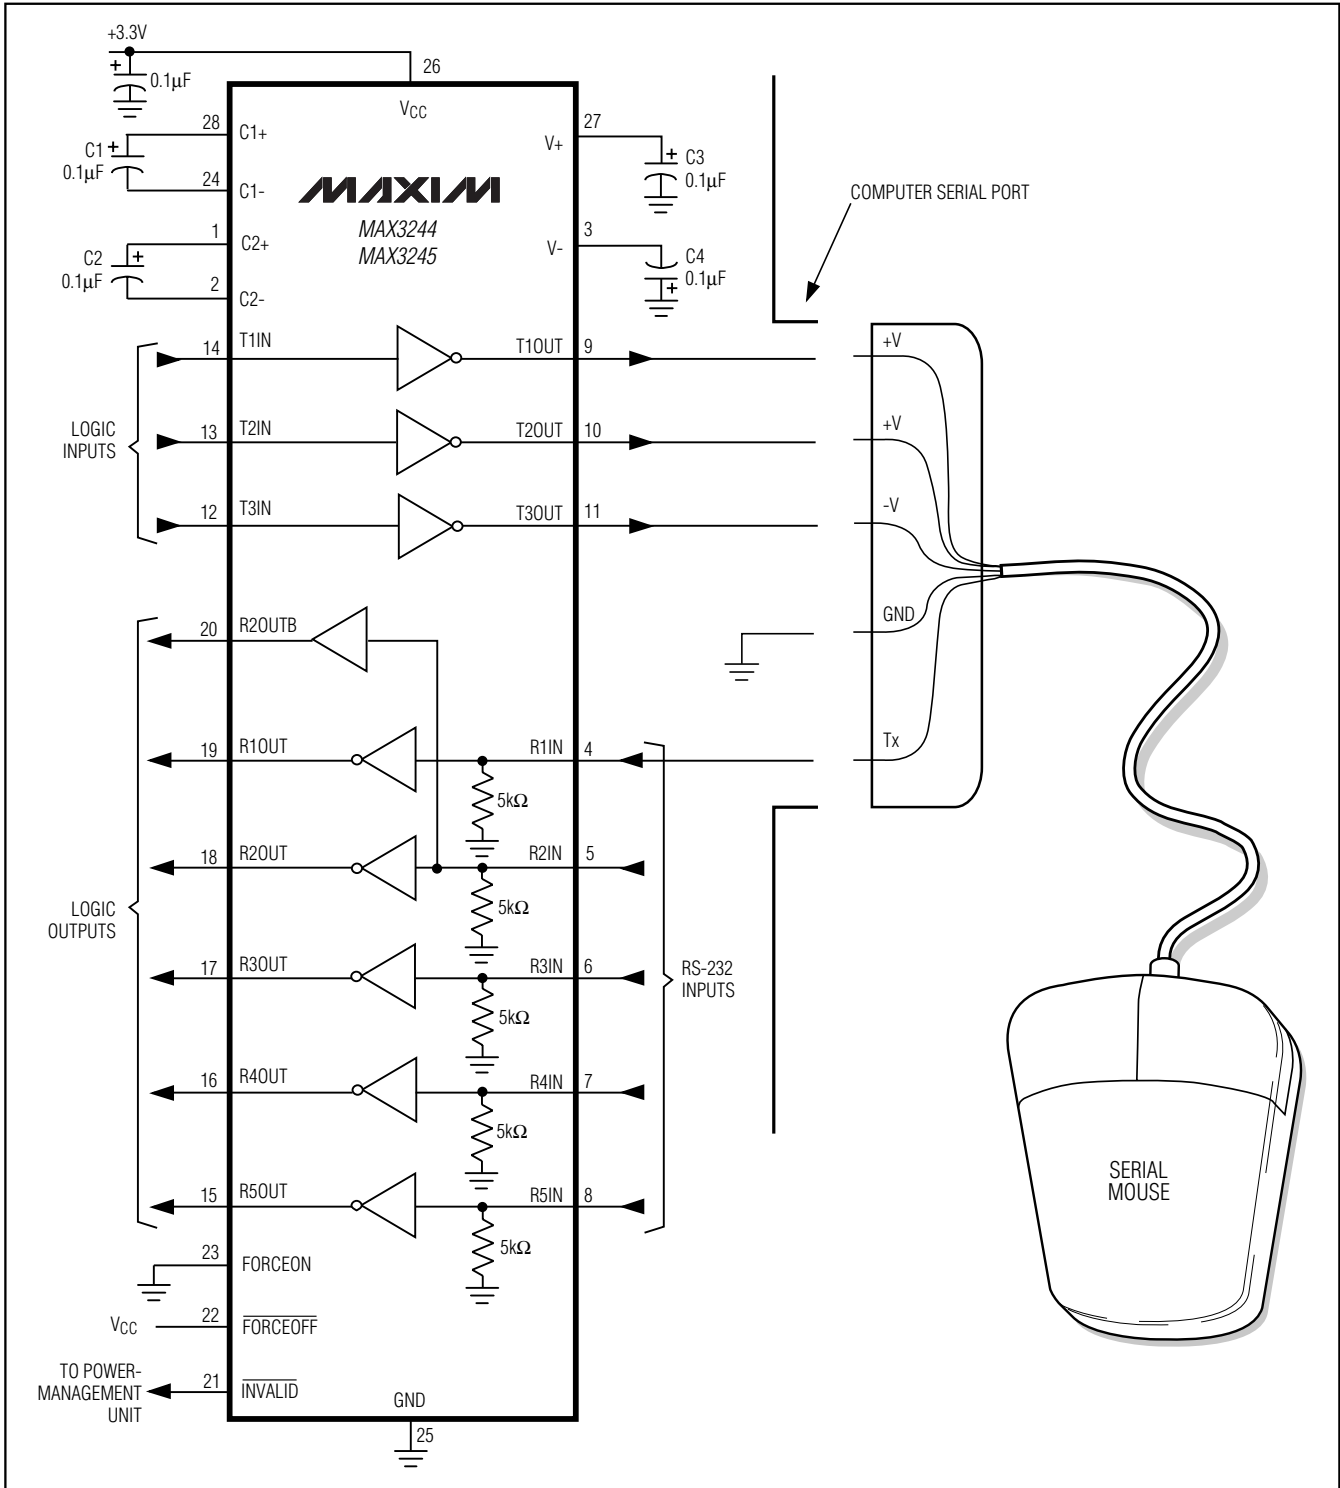 +3.3V
+
0.1µF
26
VCC
28
C1+
C1
+
0.1µF
24
C1-
1
C2+
C2
+
0.1µF
2
C2-
MAXIM
MAX3244
MAX3245
27
V+
+
C3
0.1µF
3
V-
C4
0.1µF
+
COMPUTER SERIAL PORT
LOGIC
INPUTS
14
T1IN
T1OUT
9
13
T2IN
T2OUT
10
12
T3IN
T3OUT
11
+V
+V
-V
GND
Tx
LOGIC
OUTPUTS
20
R2OUTB
19
R1OUT
R1IN
4
5kΩ
18
R2OUT
R2IN
5
5kΩ
17
R3OUT
R3IN
6
5kΩ
RS-232
INPUTS
16
R4OUT
R4IN
7
5kΩ
15
R5OUT
R5IN
8
5kΩ
23
FORCEON
VCC
22
FORCEOFF
TO POWER-
MANAGEMENT
UNIT
21
INVALID
GND
25
SERIAL
MOUSE